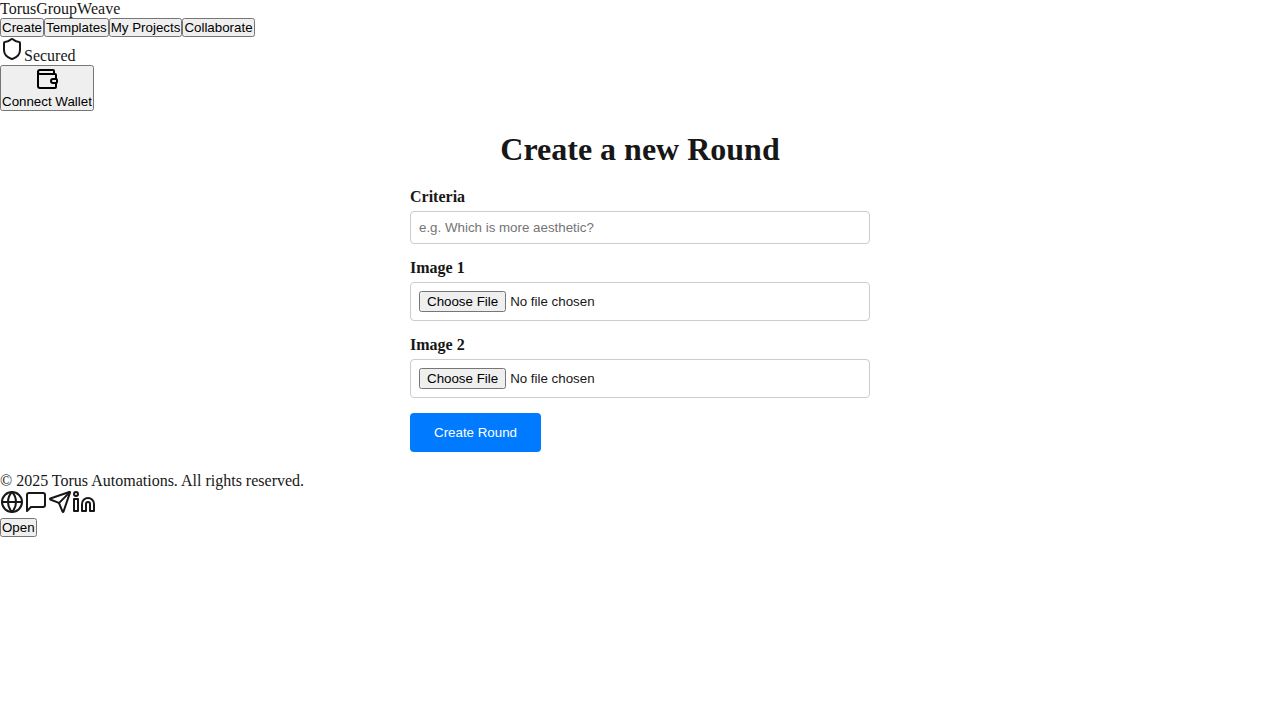 TorusGroupWeave
Create Templates My Projects Collaborate
Secured
Connect Wallet
Create a new Round
Criteria
e.g. Which is more aesthetic?
Image 1
Choose File No file chosen
Image 2
Choose File No file chosen
Create Round
© 2025 Torus Automations. All rights reserved.
Open